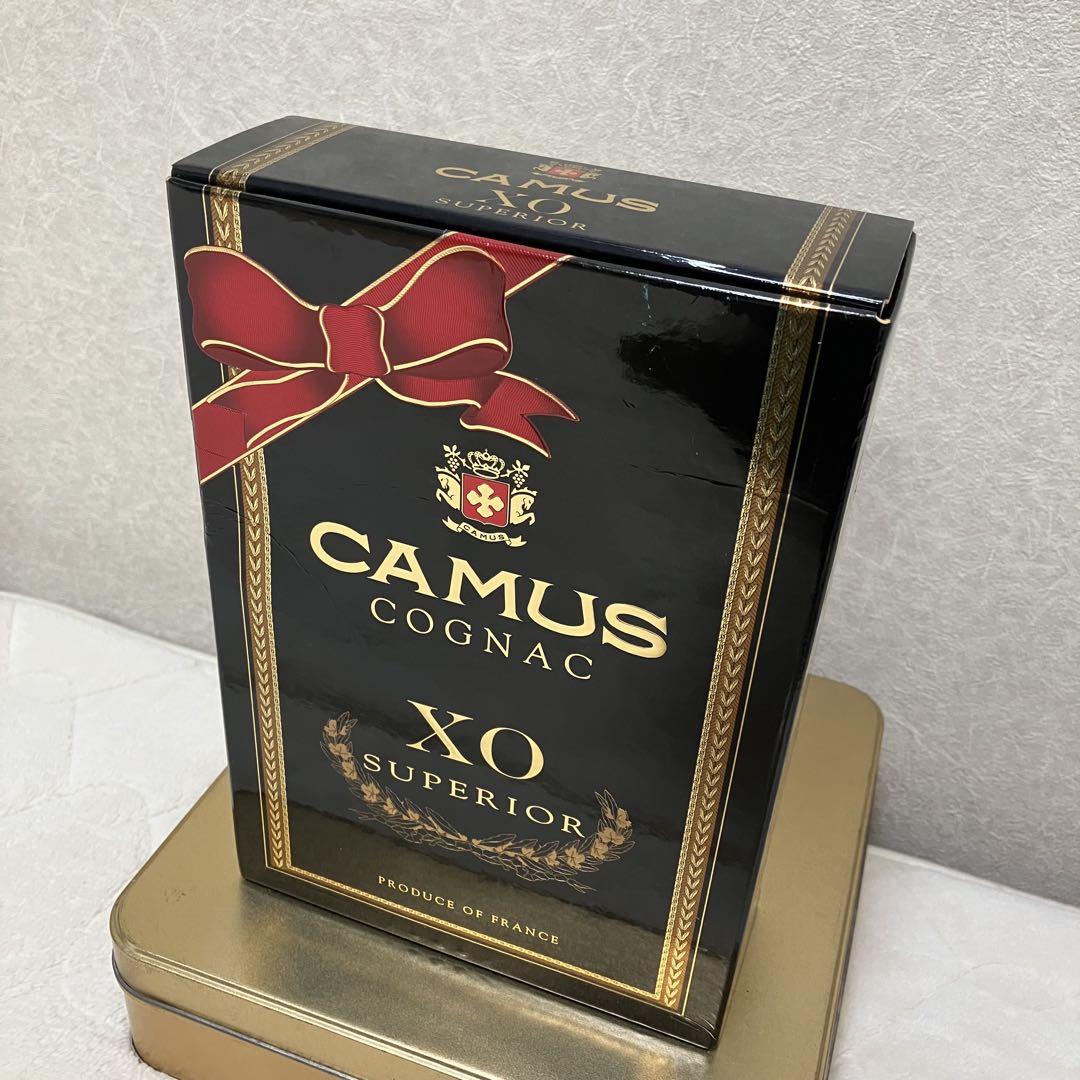 CAMUS
XO
SUPERIOR
CAMUS
CAMUS
COGNAC
XO
SUPERIOR
PRODUCE OF FRANCE